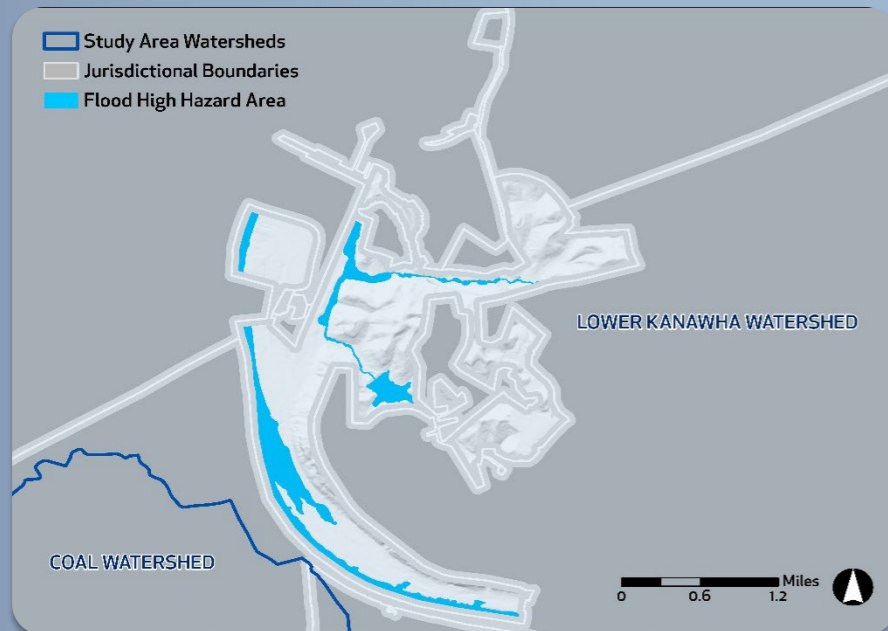 Study Area Watersheds
Jurisdictional Boundaries
Flood High Hazard Area
LOWER KANAWHA WATERSHED
COAL WATERSHED
Miles
0 0.6 1.2